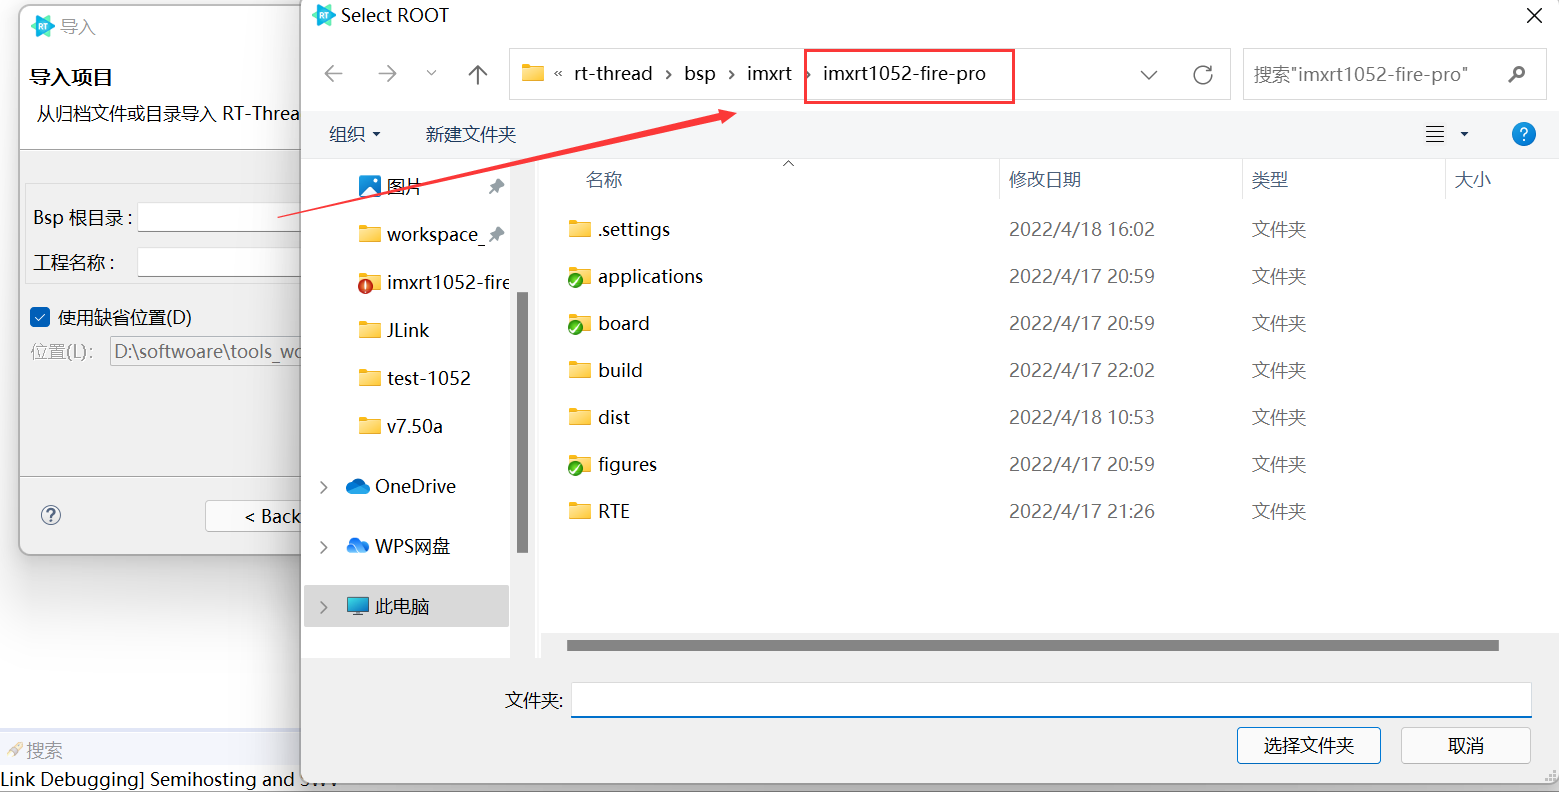 导入
导入项目
从归档文件或目录导入 RT-Threa
Bsp 根目录 :
工程名称 :
使用缺省位置(D)
位置(L):
D:\softwoare\tools_wo
< Back
搜索
Link Debugging] Semihosting and
Select ROOT
« rt-thread › bsp › imxrt › imxrt1052-fire-pro
搜索"imxrt1052-fire-pro"
组织
新建文件夹
图片
workspace_
imxrt1052-fire
JLink
test-1052
v7.50a
OneDrive
WPS网盘
此电脑
名称 修改日期 类型 大小
.settings 2022/4/18 16:02 文件夹
applications 2022/4/17 20:59 文件夹
board 2022/4/17 20:59 文件夹
build 2022/4/17 22:02 文件夹
dist 2022/4/18 10:53 文件夹
figures 2022/4/17 20:59 文件夹
RTE 2022/4/17 21:26 文件夹
文件夹:
选择文件夹
取消